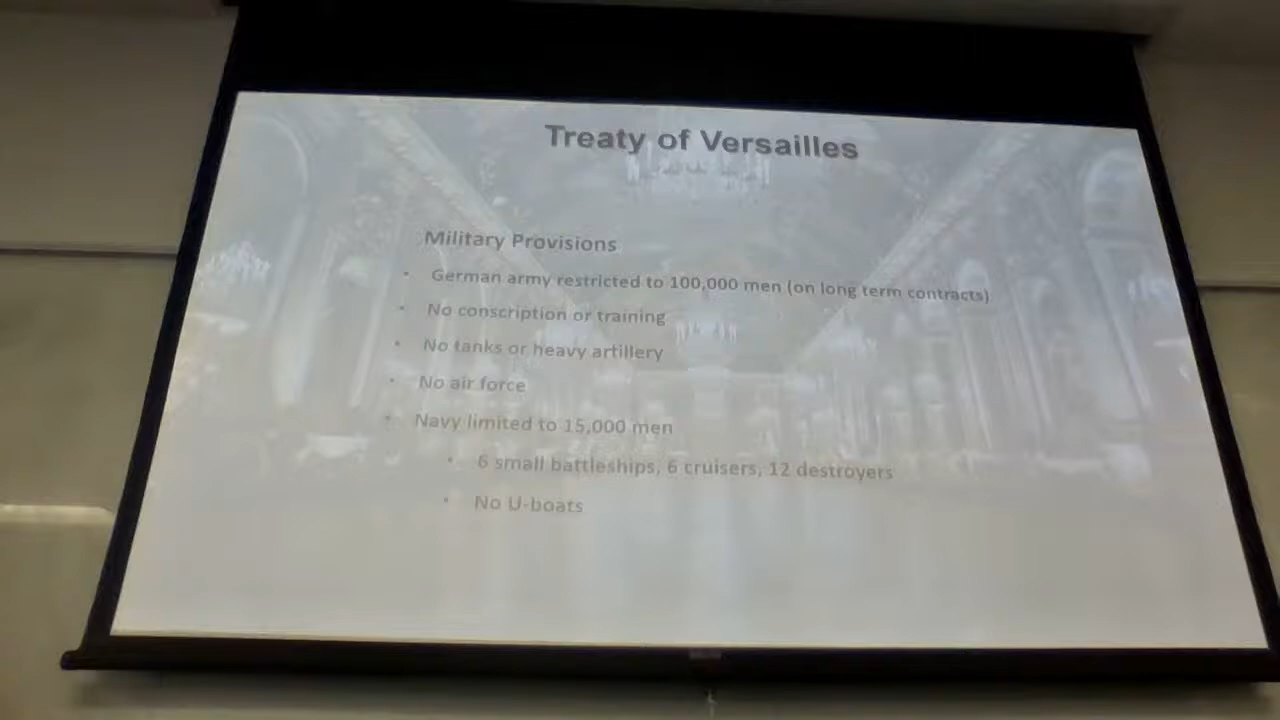 Treaty of Versailles
Military Provisions
• German army restricted to 100,000 men (on long term contracts)
• No conscription or training
• No tanks or heavy artillery
• No air force
• Navy limited to 15,000 men
• 6 small battleships, 6 cruisers, 12 destroyers
• No U-boats